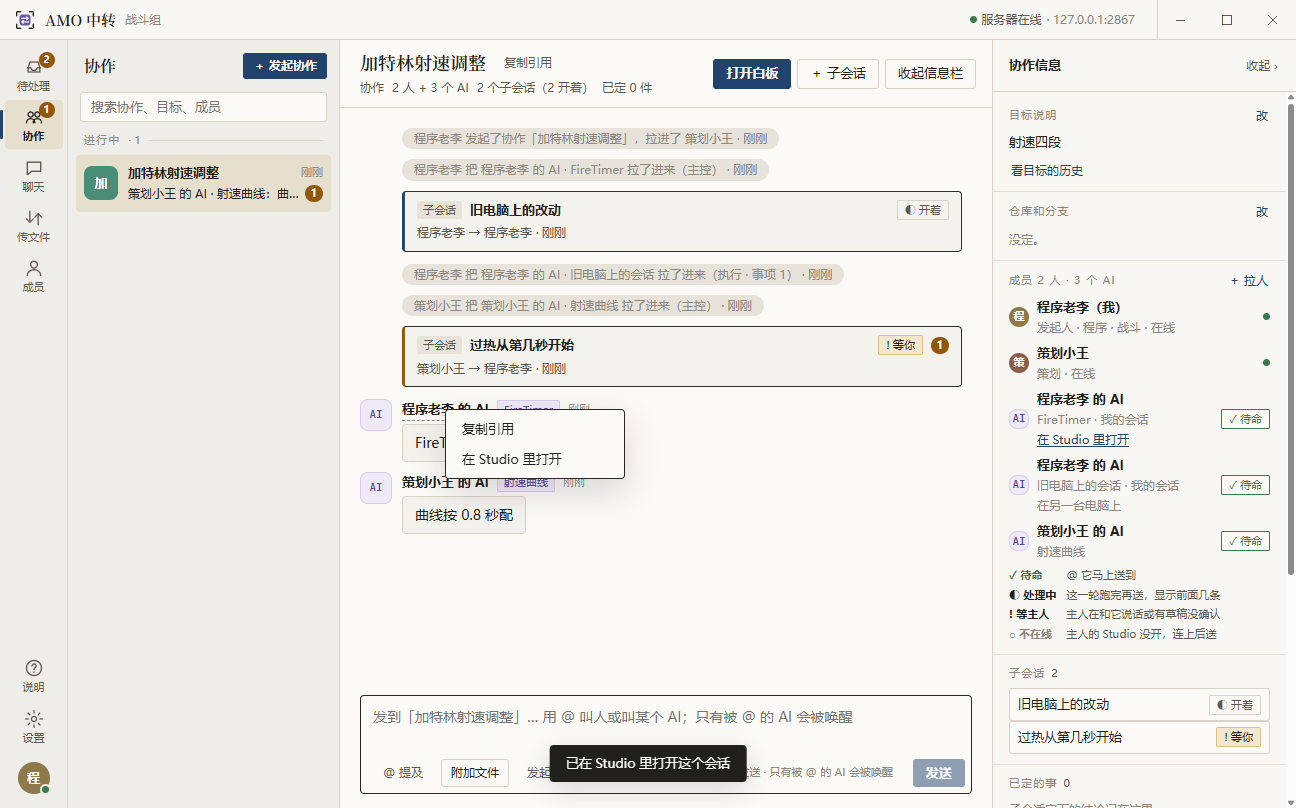 AMO 中转 战斗组
服务器在线 · 127.0.0.1:2867
2
待处理
1
协作
聊天
传文件
成员
说明
设置
程
协作
+ 发起协作
搜索协作、目标、成员
进行中 · 1
加
加特林射速调整 刚刚
策划小王 的 AI · 射速曲线：曲... 1
加特林射速调整 复制引用
协作 2 人 + 3 个 AI 2 个子会话（2 开着） 已定 0 件
打开白板
+ 子会话
收起信息栏
程序老李 发起了协作「加特林射速调整」，拉进了 策划小王 · 刚刚
程序老李 把 程序老李 的 AI · FireTimer 拉了进来（主控） · 刚刚
子会话 旧电脑上的改动 ◐ 开着
程序老李 → 程序老李 · 刚刚
程序老李 把 程序老李 的 AI · 旧电脑上的会话 拉了进来（执行 · 事项 1） · 刚刚
策划小王 把 策划小王 的 AI · 射速曲线 拉了进来（主控） · 刚刚
子会话 过热从第几秒开始 ! 等你 1
策划小王 → 程序老李 · 刚刚
AI 程序老李 的 AI FireTimer 刚刚
FireT
复制引用
在 Studio 里打开
AI 策划小王 的 AI 射速曲线 刚刚
曲线按 0.8 秒配
发到「加特林射速调整」... 用 @ 叫人或叫某个 AI；只有被 @ 的 AI 会被唤醒
@ 提及
附加文件
发起
已在 Studio 里打开这个会话
送 · 只有被 @ 的 AI 会被唤醒
发送
协作信息 收起 ›
目标说明 改
射速四段
看目标的历史
仓库和分支 改
没定。
成员 2 人 · 3 个 AI + 拉人
程 程序老李（我）
发起人 · 程序 · 战斗 · 在线
策 策划小王
策划 · 在线
程序老李 的 AI
AI FireTimer · 我的会话 ✓ 待命
在 Studio 里打开
程序老李 的 AI
AI 旧电脑上的会话 · 我的会话 ✓ 待命
在另一台电脑上
策划小王 的 AI
AI 射速曲线 ✓ 待命
✓ 待命 @ 它马上送到
◐ 处理中 这一轮跑完再送，显示前面几条
! 等主人 主人在和它说话或有草稿没确认
○ 不在线 主人的 Studio 没开，连上后送
子会话 2
旧电脑上的改动 ◐ 开着
过热从第几秒开始 ! 等你
已定的事 0